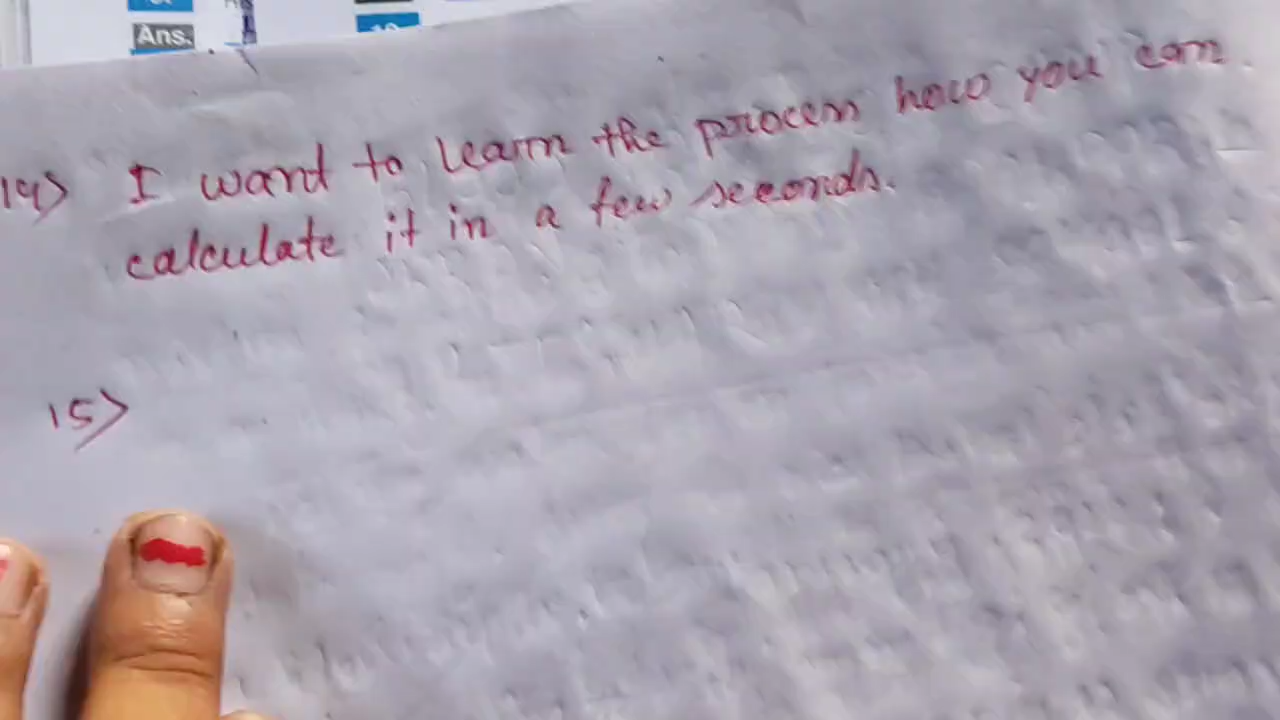 Ans.
14> I want to learn the process how you can
calculate it in a few seconds.
15>